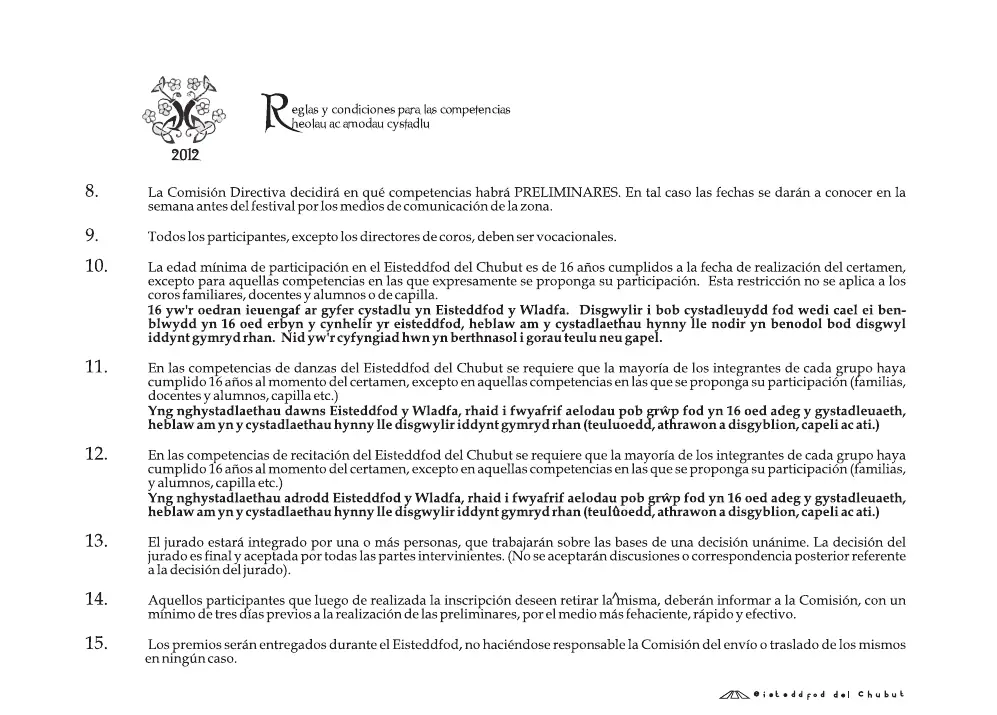 Reglas y condiciones para las competencias
Rheolau ac amodau cystadlu
2012
8. La Comisión Directiva decidirá en qué competencias habrá PRELIMINARES. En tal caso las fechas se darán a conocer en la
semana antes del festival por los medios de comunicación de la zona.
9. Todos los participantes, excepto los directores de coros, deben ser vocacionales.
10. La edad mínima de participación en el Eisteddfod del Chubut es de 16 años cumplidos a la fecha de realización del certamen,
excepto para aquellas competencias en las que expresamente se proponga su participación. Esta restricción no se aplica a los
coros familiares, docentes y alumnos o de capilla.
16 yw'r oedran ieuengaf ar gyfer cystadlu yn Eisteddfod y Wladfa. Disgwylir i bob cystadleuydd fod wedi cael ei ben-
blwydd yn 16 oed erbyn y cynhelir yr eisteddfod, heblaw am y cystadlaethau hynny lle nodir yn benodol bod disgwyl
iddynt gymryd rhan. Nid yw'r cyfyngiad hwn yn berthnasol i gorau teulu neu gapel.
11. En las competencias de danzas del Eisteddfod del Chubut se requiere que la mayoría de los integrantes de cada grupo haya
cumplido 16 años al momento del certamen, excepto en aquellas competencias en las que se proponga su participación (familias,
docentes y alumnos, capilla etc.)
Yng nghystadlaethau dawns Eisteddfod y Wladfa, rhaid i fwyafrif aelodau pob grŵp fod yn 16 oed adeg y gystadleuaeth,
heblaw am yn y cystadlaethau hynny lle disgwylir iddynt gymryd rhan (teuluoedd, athrawon a disgyblion, capeli ac ati.)
12. En las competencias de recitación del Eisteddfod del Chubut se requiere que la mayoría de los integrantes de cada grupo haya
cumplido 16 años al momento del certamen, excepto en aquellas competencias en las que se proponga su participación (familias,
y alumnos, capilla etc.)
Yng nghystadlaethau adrodd Eisteddfod y Wladfa, rhaid i fwyafrif aelodau pob grŵp fod yn 16 oed adeg y gystadleuaeth,
heblaw am yn y cystadlaethau hynny lle disgwylir iddynt gymryd rhan (teulûoedd, athrawon a disgyblion, capeli ac ati.)
13. El jurado estará integrado por una o más personas, que trabajarán sobre las bases de una decisión unánime. La decisión del
jurado es final y aceptada por todas las partes intervinientes. (No se aceptarán discusiones o correspondencia posterior referente
a la decisión del jurado).
14. Aquellos participantes que luego de realizada la inscripción deseen retirar la^misma, deberán informar a la Comisión, con un
mínimo de tres días previos a la realización de las preliminares, por el medio más fehaciente, rápido y efectivo.
15. Los premios serán entregados durante el Eisteddfod, no haciéndose responsable la Comisión del envío o traslado de los mismos
en ningún caso.
eisteddfod del Chubut